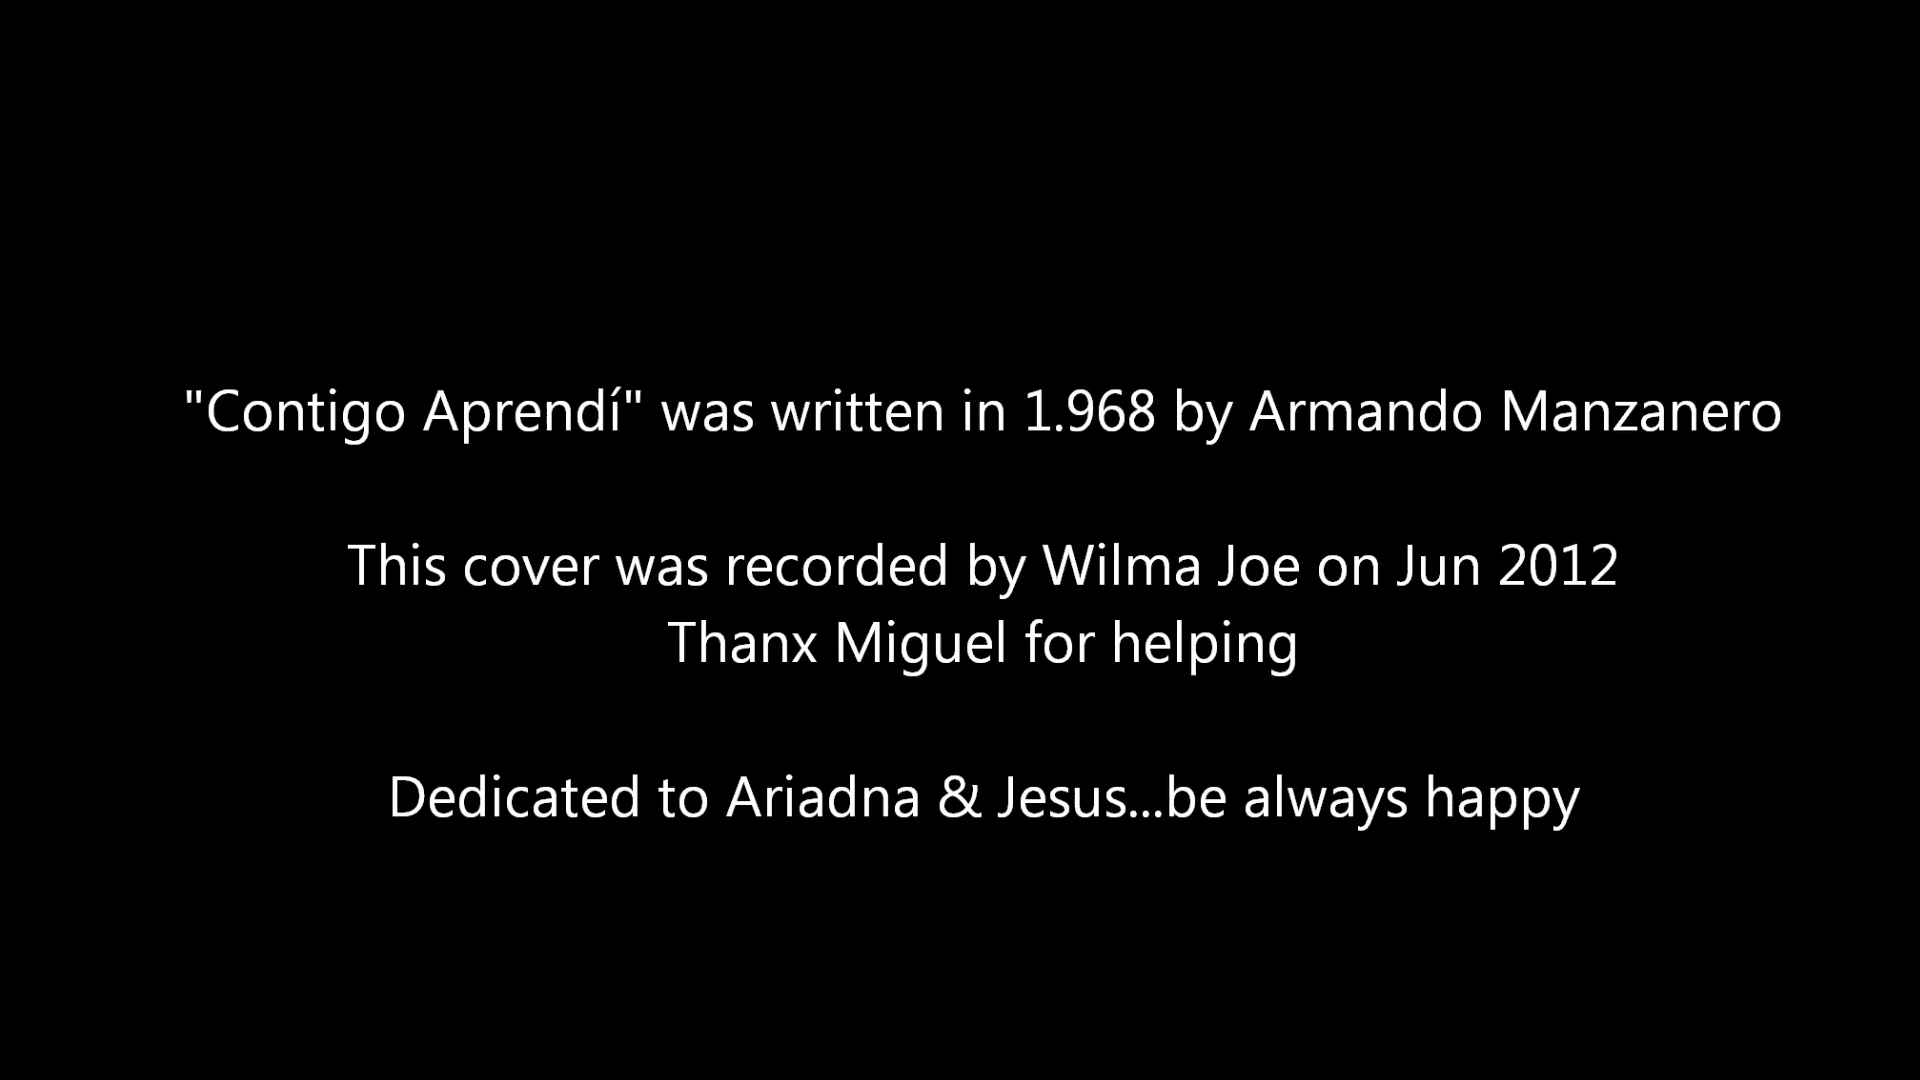 "Contigo Aprendí" was written in 1.968 by Armando Manzanero
This cover was recorded by Wilma Joe on Jun 2012
Thanx Miguel for helping
Dedicated to Ariadna & Jesus...be always happy